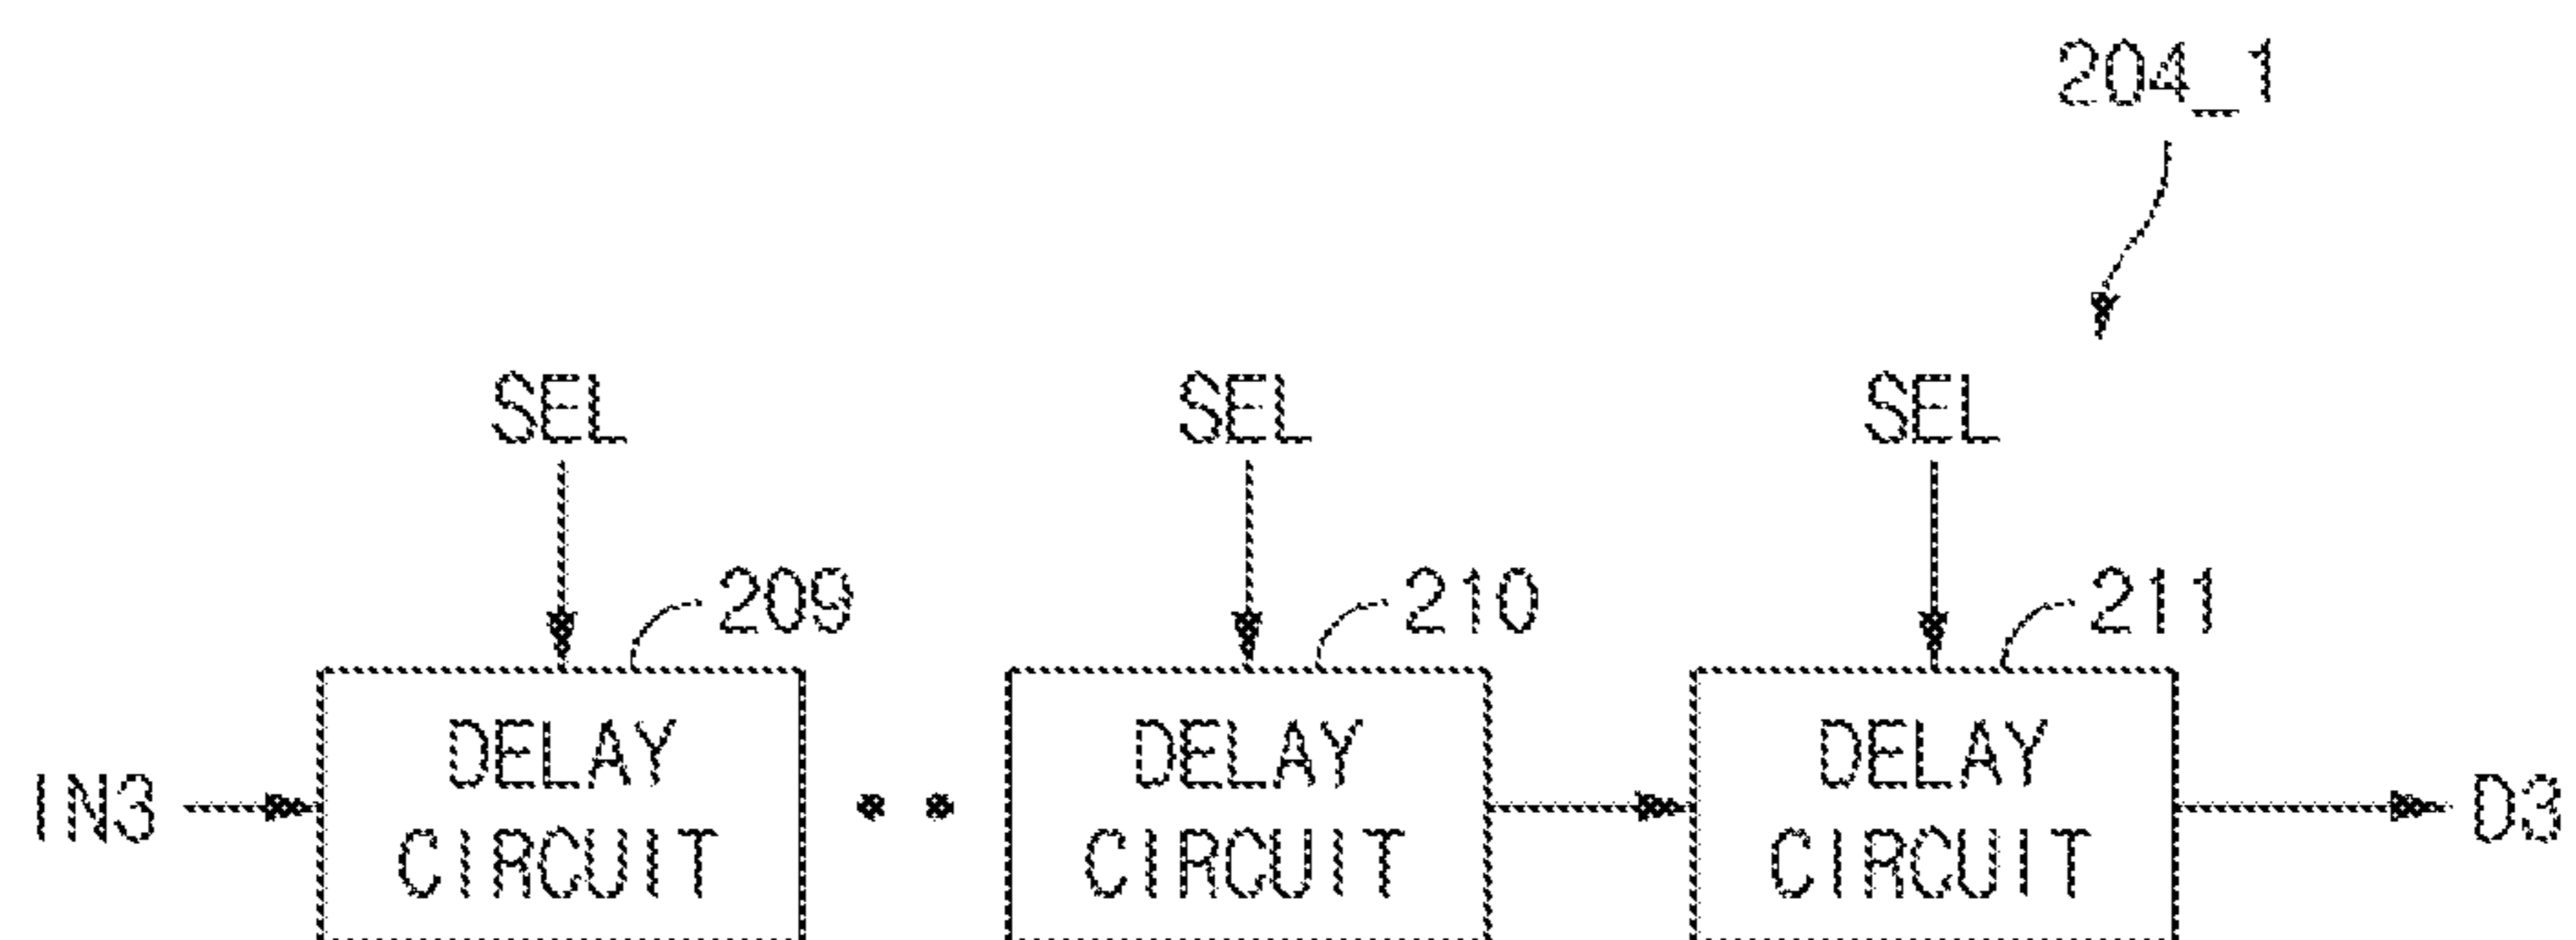 204_1
SEL SEL SEL
209 210 211
DELAY CIRCUIT DELAY CIRCUIT DELAY CIRCUIT
IN3 D3